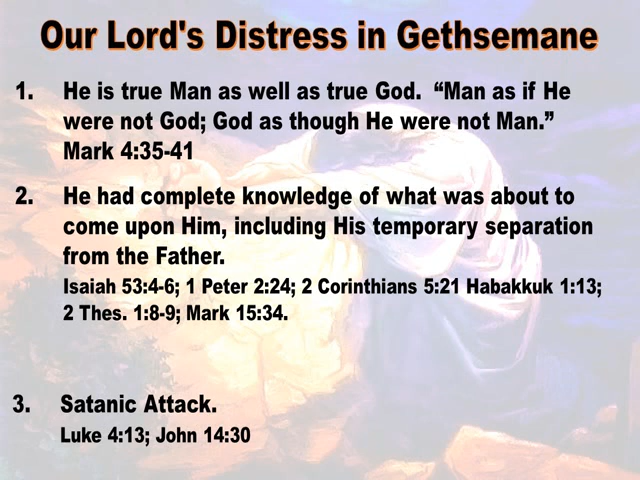 Our Lord's Distress in Gethsemane
1. He is true Man as well as true God. “Man as if He
were not God; God as though He were not Man.”
Mark 4:35-41
2. He had complete knowledge of what was about to
come upon Him, including His temporary separation
from the Father.
Isaiah 53:4-6; 1 Peter 2:24; 2 Corinthians 5:21 Habakkuk 1:13;
2 Thes. 1:8-9; Mark 15:34.
3. Satanic Attack.
Luke 4:13; John 14:30